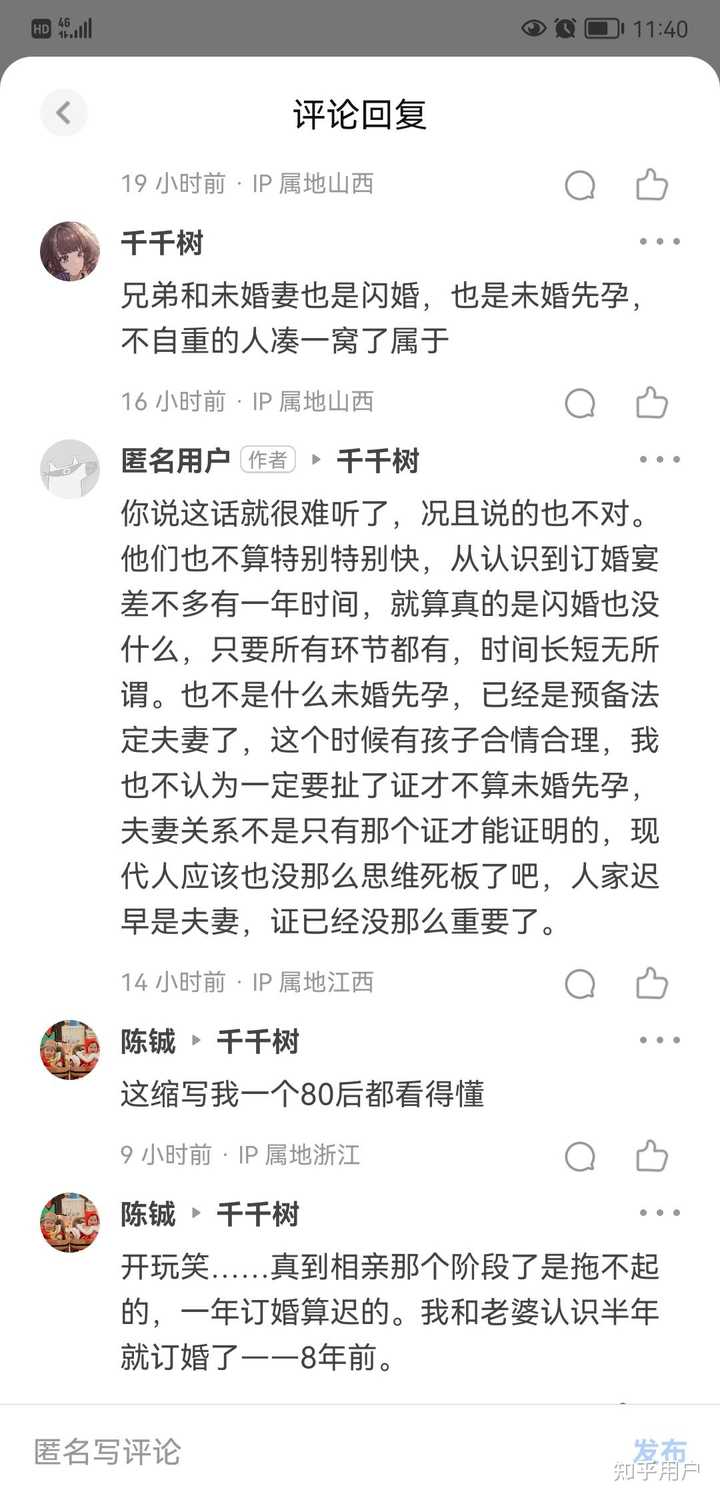 HD 4G 11:40
评论回复
19 小时前 · IP 属地山西
千千树
兄弟和未婚妻也是闪婚，也是未婚先孕，
不自重的人凑一窝了属于
16 小时前 · IP 属地山西
匿名用户 作者 ▸ 千千树
你说这话就很难听了，况且说的也不对。
他们也不算特别特别快，从认识到订婚宴
差不多有一年时间，就算真的是闪婚也没
什么，只要所有环节都有，时间长短无所
谓。也不是什么未婚先孕，已经是预备法
定夫妻了，这个时候有孩子合情合理，我
也不认为一定要扯了证才不算未婚先孕，
夫妻关系不是只有那个证才能证明的，现
代人应该也没那么思维死板了吧，人家迟
早是夫妻，证已经没那么重要了。
14 小时前 · IP 属地江西
陈铖 ▸ 千千树
这缩写我一个80后都看得懂
9 小时前 · IP 属地浙江
陈铖 ▸ 千千树
开玩笑……真到相亲那个阶段了是拖不起
的，一年订婚算迟的。我和老婆认识半年
就订婚了——8年前。
匿名写评论
发布
知乎用户